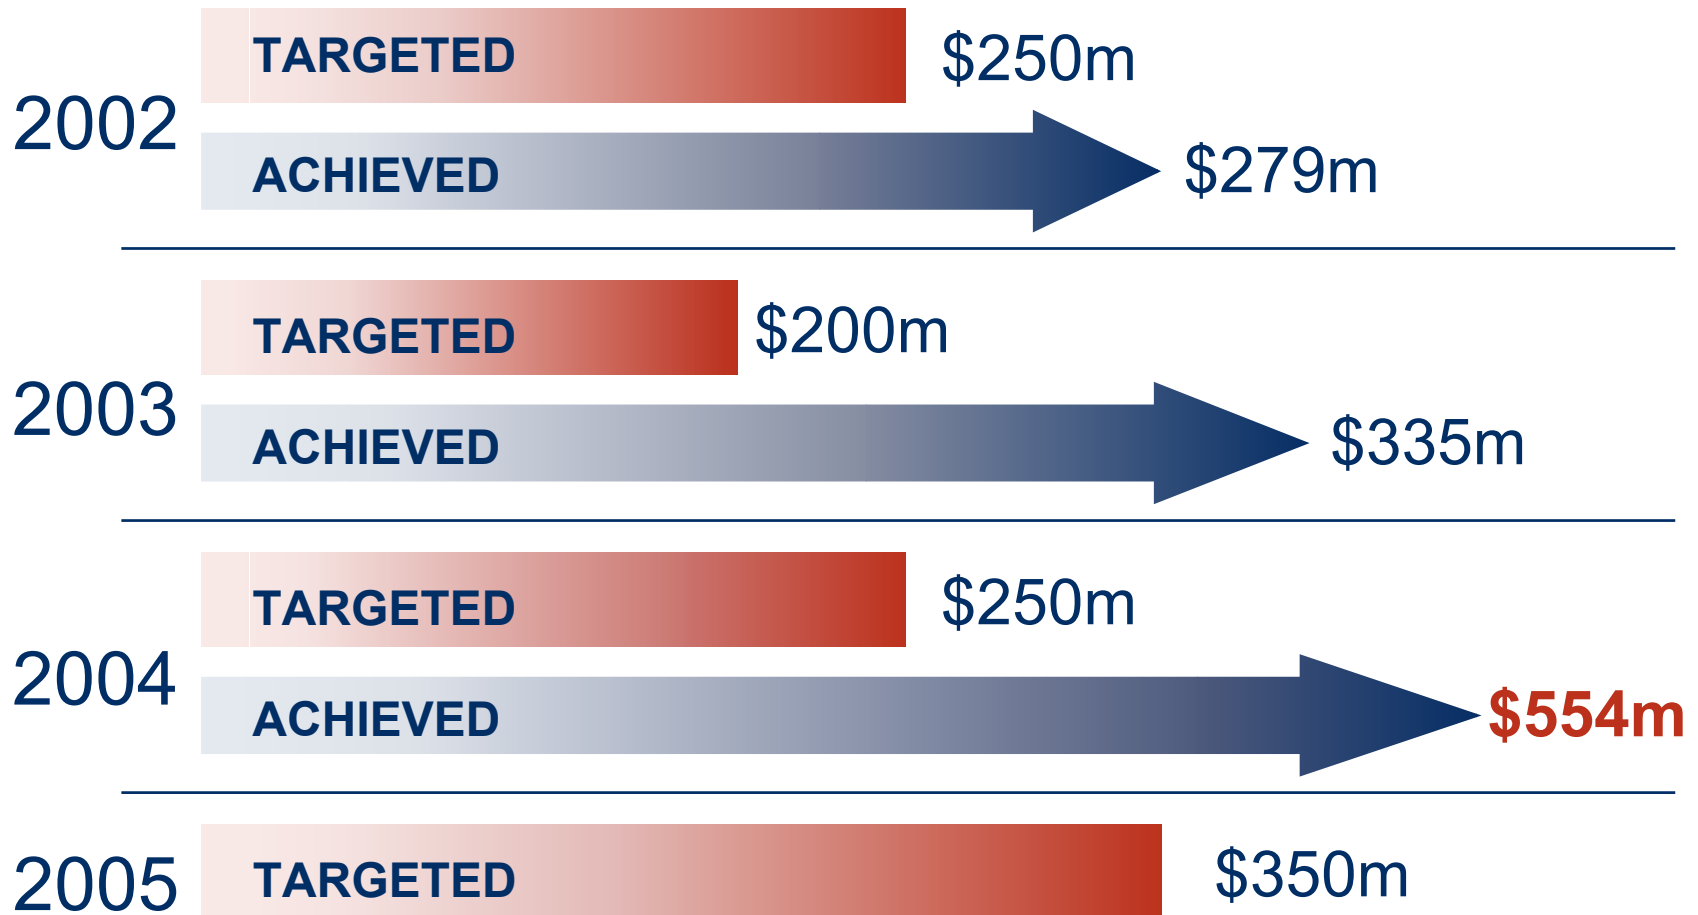 2002
TARGETED $250m
ACHIEVED $279m
2003
TARGETED $200m
ACHIEVED $335m
2004
TARGETED $250m
ACHIEVED $554m
2005
TARGETED $350m